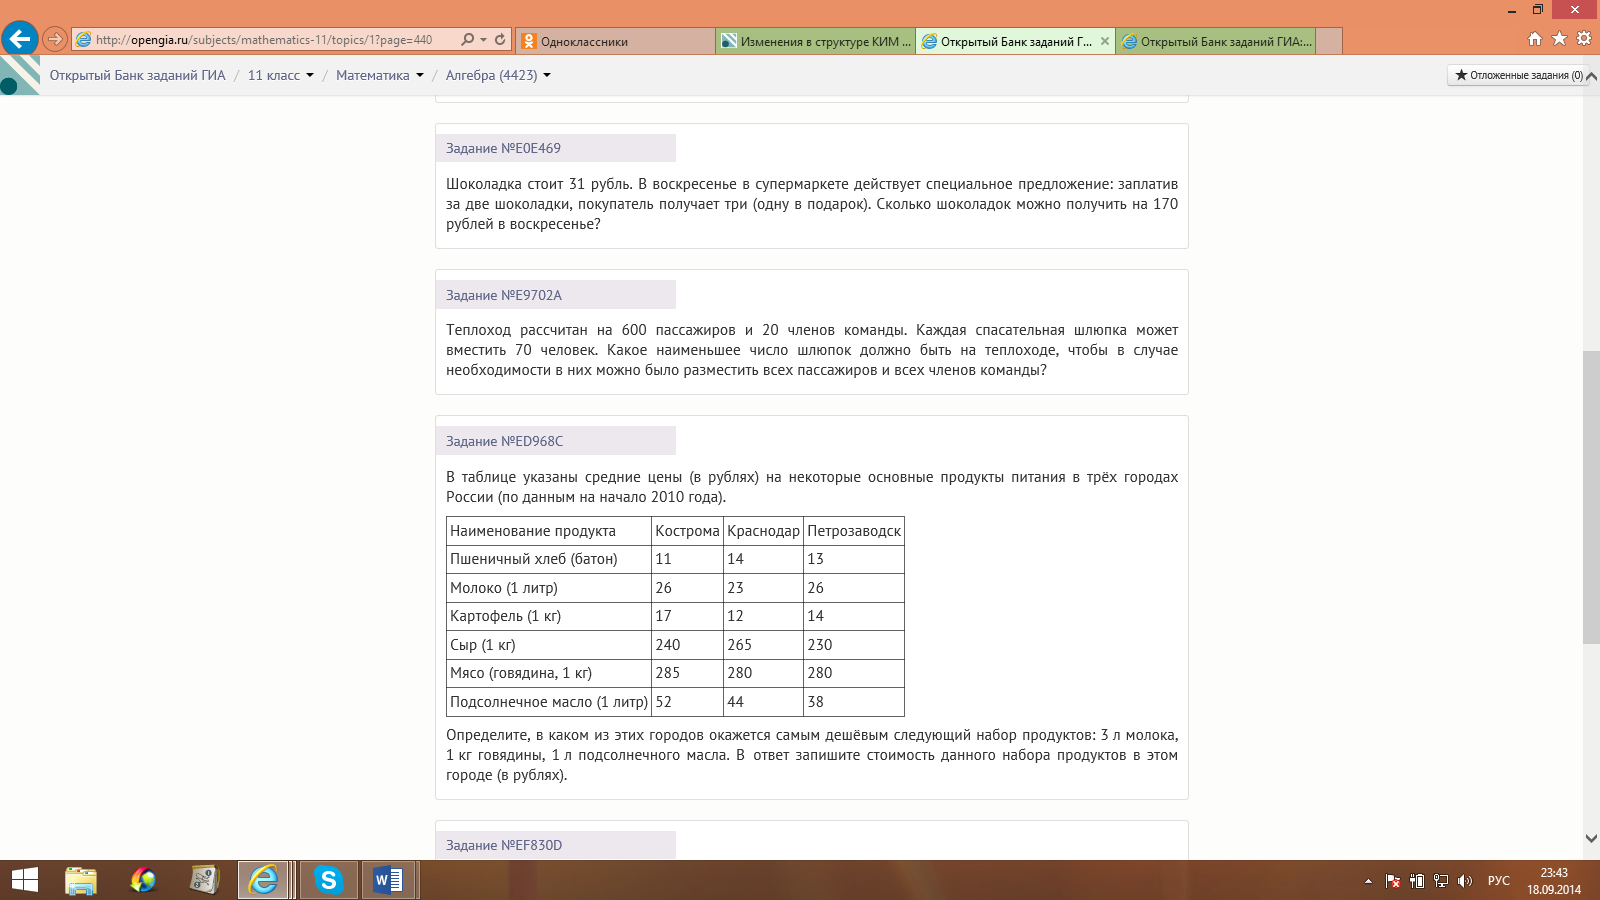 http://opengia.ru/subjects/mathematics-11/topics/1?page=440
Одноклассники
Изменения в структуре КИМ ...
Открытый Банк заданий Г...
Открытый Банк заданий ГИА:...
Открытый Банк заданий ГИА / 11 класс / Математика / Алгебра (4423)
Отложенные задания (0)
Задание №E0E469
Шоколадка стоит 31 рубль. В воскресенье в супермаркете действует специальное предложение: заплатив
за две шоколадки, покупатель получает три (одну в подарок). Сколько шоколадок можно получить на 170
рублей в воскресенье?
Задание №E9702A
Теплоход рассчитан на 600 пассажиров и 20 членов команды. Каждая спасательная шлюпка может
вместить 70 человек. Какое наименьшее число шлюпок должно быть на теплоходе, чтобы в случае
необходимости в них можно было разместить всех пассажиров и всех членов команды?
Задание №ED968C
В таблице указаны средние цены (в рублях) на некоторые основные продукты питания в трёх городах
России (по данным на начало 2010 года).
Наименование продукта Кострома Краснодар Петрозаводск
Пшеничный хлеб (батон) 11 14 13
Молоко (1 литр) 26 23 26
Картофель (1 кг) 17 12 14
Сыр (1 кг) 240 265 230
Мясо (говядина, 1 кг) 285 280 280
Подсолнечное масло (1 литр) 52 44 38
Определите, в каком из этих городов окажется самым дешёвым следующий набор продуктов: 3 л молока,
1 кг говядины, 1 л подсолнечного масла. В ответ запишите стоимость данного набора продуктов в этом
городе (в рублях).
Задание №EF830D
РУС
23:43
18.09.2014